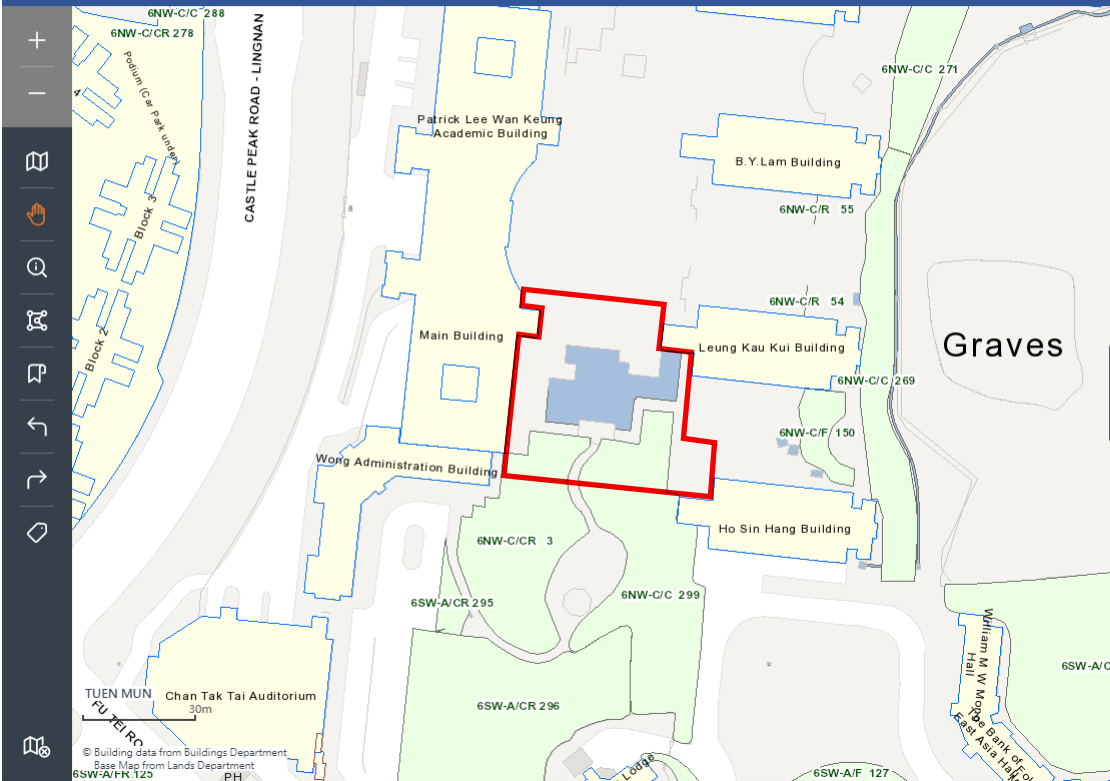 6NW-C/C 288
6NW-C/CR 278
Podium (Car Park under)
4
CASTLE PEAK ROAD - LINGNAN
6NW-C/C 271
Patrick Lee Wan Keung
Academic Building
B.Y.Lam Building
6NW-C/R 55
Block 3
6NW-C/R 54
Main Building
Leung Kau Kui Building
Graves
Block 2
6NW-C/C 269
6NW-C/F 150
Wong Administration Building
Ho Sin Hang Building
6NW-C/CR 3
6SW-A/CR 295
6NW-C/C 299
William M W Mong
Hall
6SW-A/C
TUEN MUN
Chan Tak Tai Auditorium
30m
6SW-A/CR 296
FU TEI RO
The Bank of
East Asia Hall
© Building data from Buildings Department
Base Map from Lands Department
Lodge
6SW-A/FR 125
PH
6SW-A/F 127